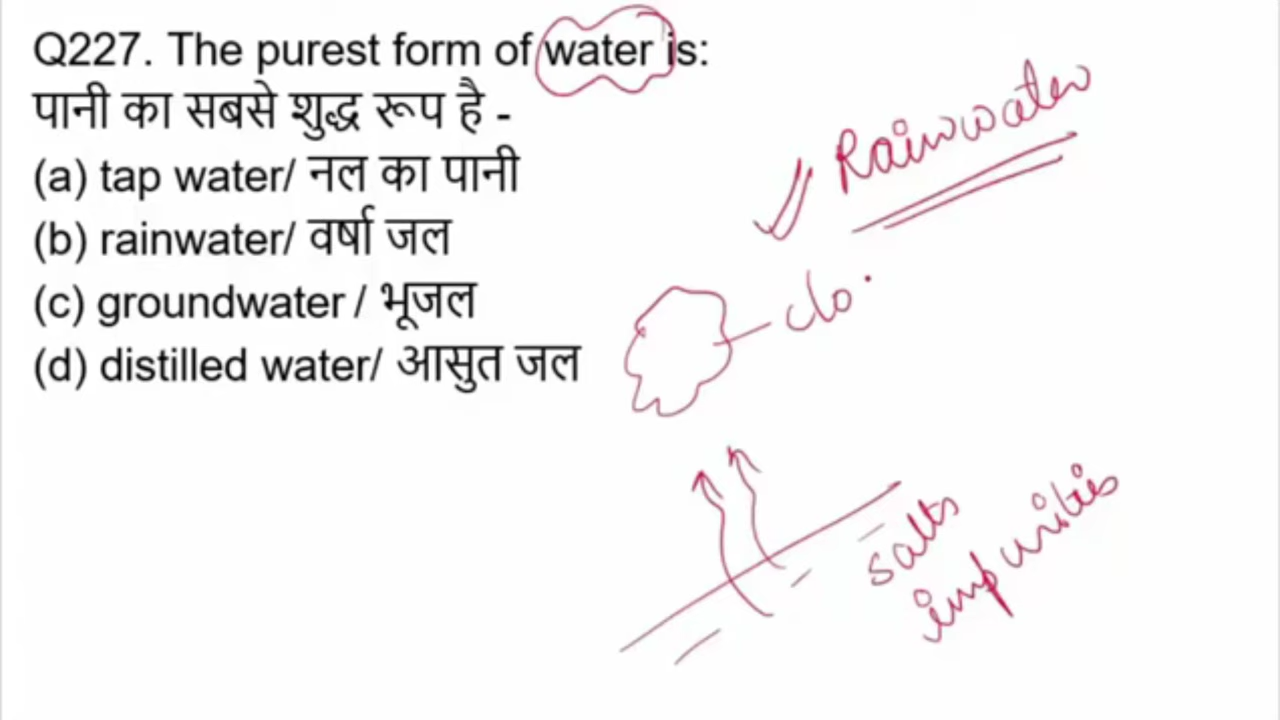 Q227. The purest form of water is:
पानी का सबसे शुद्ध रूप है -
(a) tap water/ नल का पानी
(b) rainwater/ वर्षा जल
(c) groundwater / भूजल
(d) distilled water/ आसुत जल
Rainwater
clo
salts
impurities